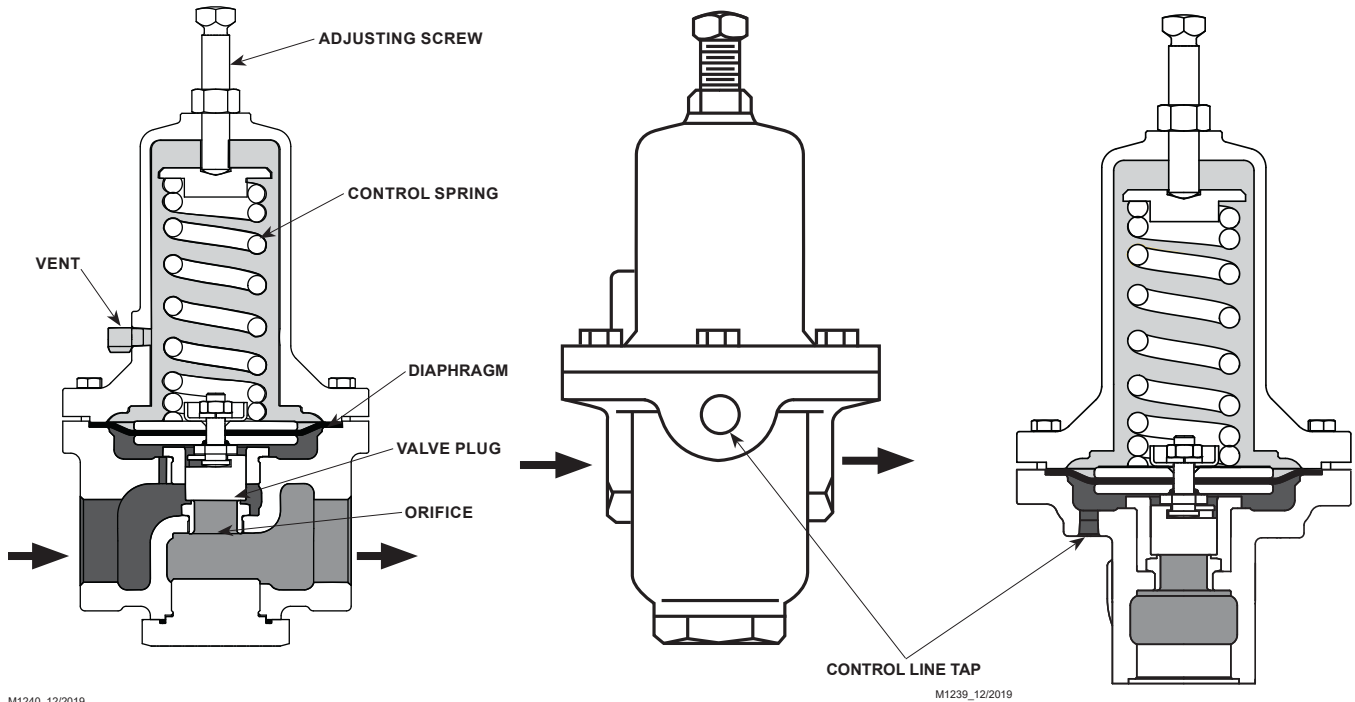 ADJUSTING SCREW
CONTROL SPRING
VENT
DIAPHRAGM
VALVE PLUG
ORIFICE
CONTROL LINE TAP
M1240_12/2019
M1239_12/2019